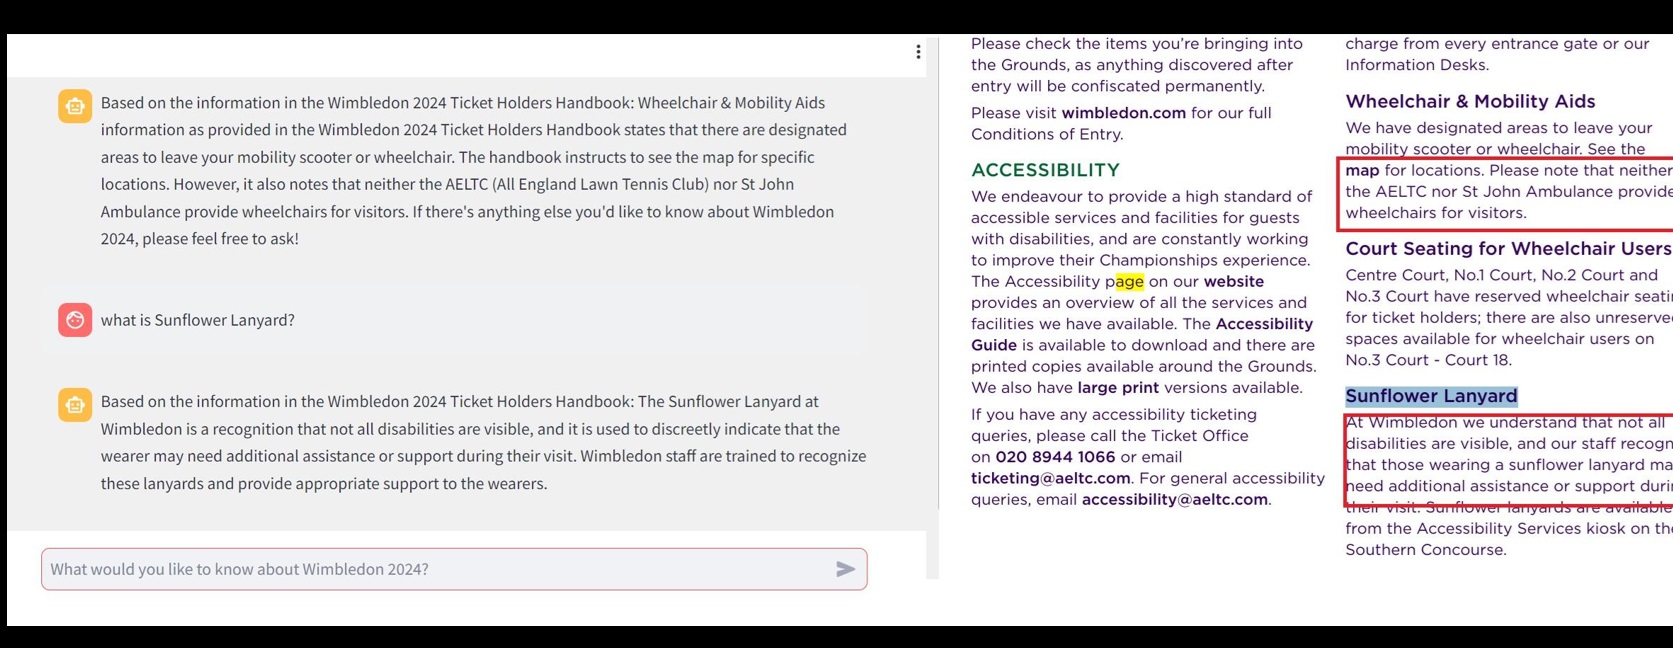 Based on the information in the Wimbledon 2024 Ticket Holders Handbook: Wheelchair & Mobility Aids
information as provided in the Wimbledon 2024 Ticket Holders Handbook states that there are designated
areas to leave your mobility scooter or wheelchair. The handbook instructs to see the map for specific
locations. However, it also notes that neither the AELTC (All England Lawn Tennis Club) nor St John
Ambulance provide wheelchairs for visitors. If there's anything else you'd like to know about Wimbledon
2024, please feel free to ask!
what is Sunflower Lanyard?
Based on the information in the Wimbledon 2024 Ticket Holders Handbook: The Sunflower Lanyard at
Wimbledon is a recognition that not all disabilities are visible, and it is used to discreetly indicate that the
wearer may need additional assistance or support during their visit. Wimbledon staff are trained to recognize
these lanyards and provide appropriate support to the wearers.
What would you like to know about Wimbledon 2024?
Please check the items you're bringing into
the Grounds, as anything discovered after
entry will be confiscated permanently.
Please visit wimbledon.com for our full
Conditions of Entry.
ACCESSIBILITY
We endeavour to provide a high standard of
accessible services and facilities for guests
with disabilities, and are constantly working
to improve their Championships experience.
The Accessibility page on our website
provides an overview of all the services and
facilities we have available. The Accessibility
Guide is available to download and there are
printed copies available around the Grounds.
We also have large print versions available.
If you have any accessibility ticketing
queries, please call the Ticket Office
on 020 8944 1066 or email
ticketing@aeltc.com. For general accessibility
queries, email accessibility@aeltc.com.
charge from every entrance gate or our
Information Desks.
Wheelchair & Mobility Aids
We have designated areas to leave your
mobility scooter or wheelchair. See the
map for locations. Please note that neither
the AELTC nor St John Ambulance provide
wheelchairs for visitors.
Court Seating for Wheelchair Users
Centre Court, No.1 Court, No.2 Court and
No.3 Court have reserved wheelchair seatin
for ticket holders; there are also unreserve
spaces available for wheelchair users on
No.3 Court - Court 18.
Sunflower Lanyard
At Wimbledon we understand that not all
disabilities are visible, and our staff recogn
that those wearing a sunflower lanyard ma
need additional assistance or support durin
their visit. Sunflower lanyards are available
from the Accessibility Services kiosk on the
Southern Concourse.